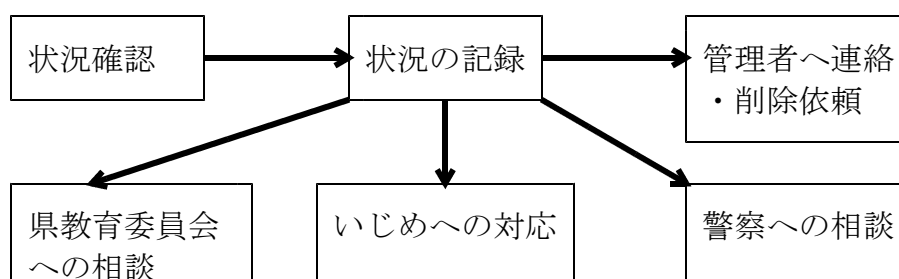 状況確認
状況の記録
管理者へ連絡
・削除依頼
県教育委員会
への相談
いじめへの対応
警察への相談